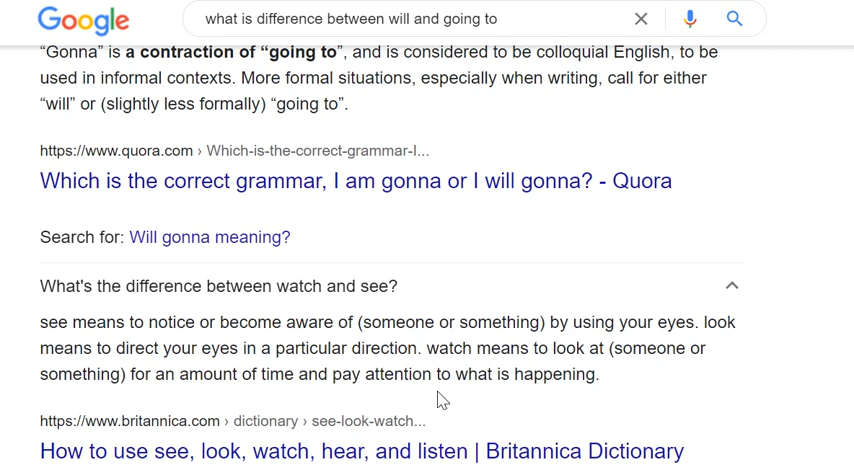 Google
what is difference between will and going to
“Gonna” is a contraction of “going to”, and is considered to be colloquial English, to be
used in informal contexts. More formal situations, especially when writing, call for either
“will” or (slightly less formally) “going to”.
https://www.quora.com › Which-is-the-correct-grammar-I...
Which is the correct grammar, I am gonna or I will gonna? - Quora
Search for: Will gonna meaning?
What's the difference between watch and see?
see means to notice or become aware of (someone or something) by using your eyes. look
means to direct your eyes in a particular direction. watch means to look at (someone or
something) for an amount of time and pay attention to what is happening.
https://www.britannica.com › dictionary › see-look-watch...
How to use see, look, watch, hear, and listen | Britannica Dictionary